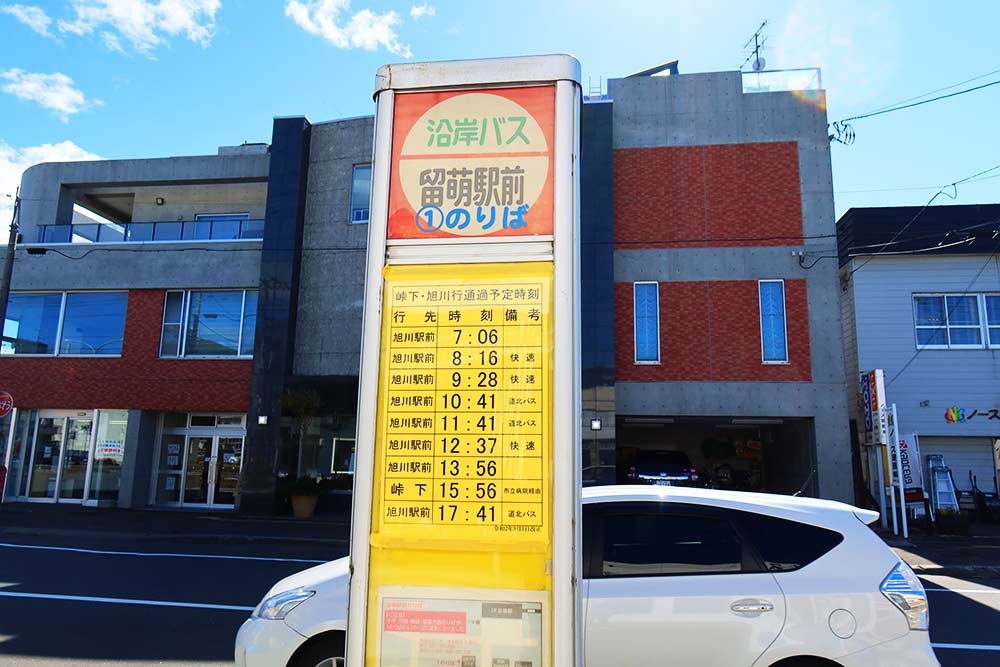 沿岸バス
留萌駅前
①のりば
峠下・旭川行通過予定時刻
行先 時刻 備考
旭川駅前 7:06
旭川駅前 8:16 快速
旭川駅前 9:28 快速
旭川駅前 10:41 道北バス
旭川駅前 11:41 道北バス
旭川駅前 12:37 快速
旭川駅前 13:56
峠下 15:56 市立病院経由
旭川駅前 17:41 道北バス
ノース